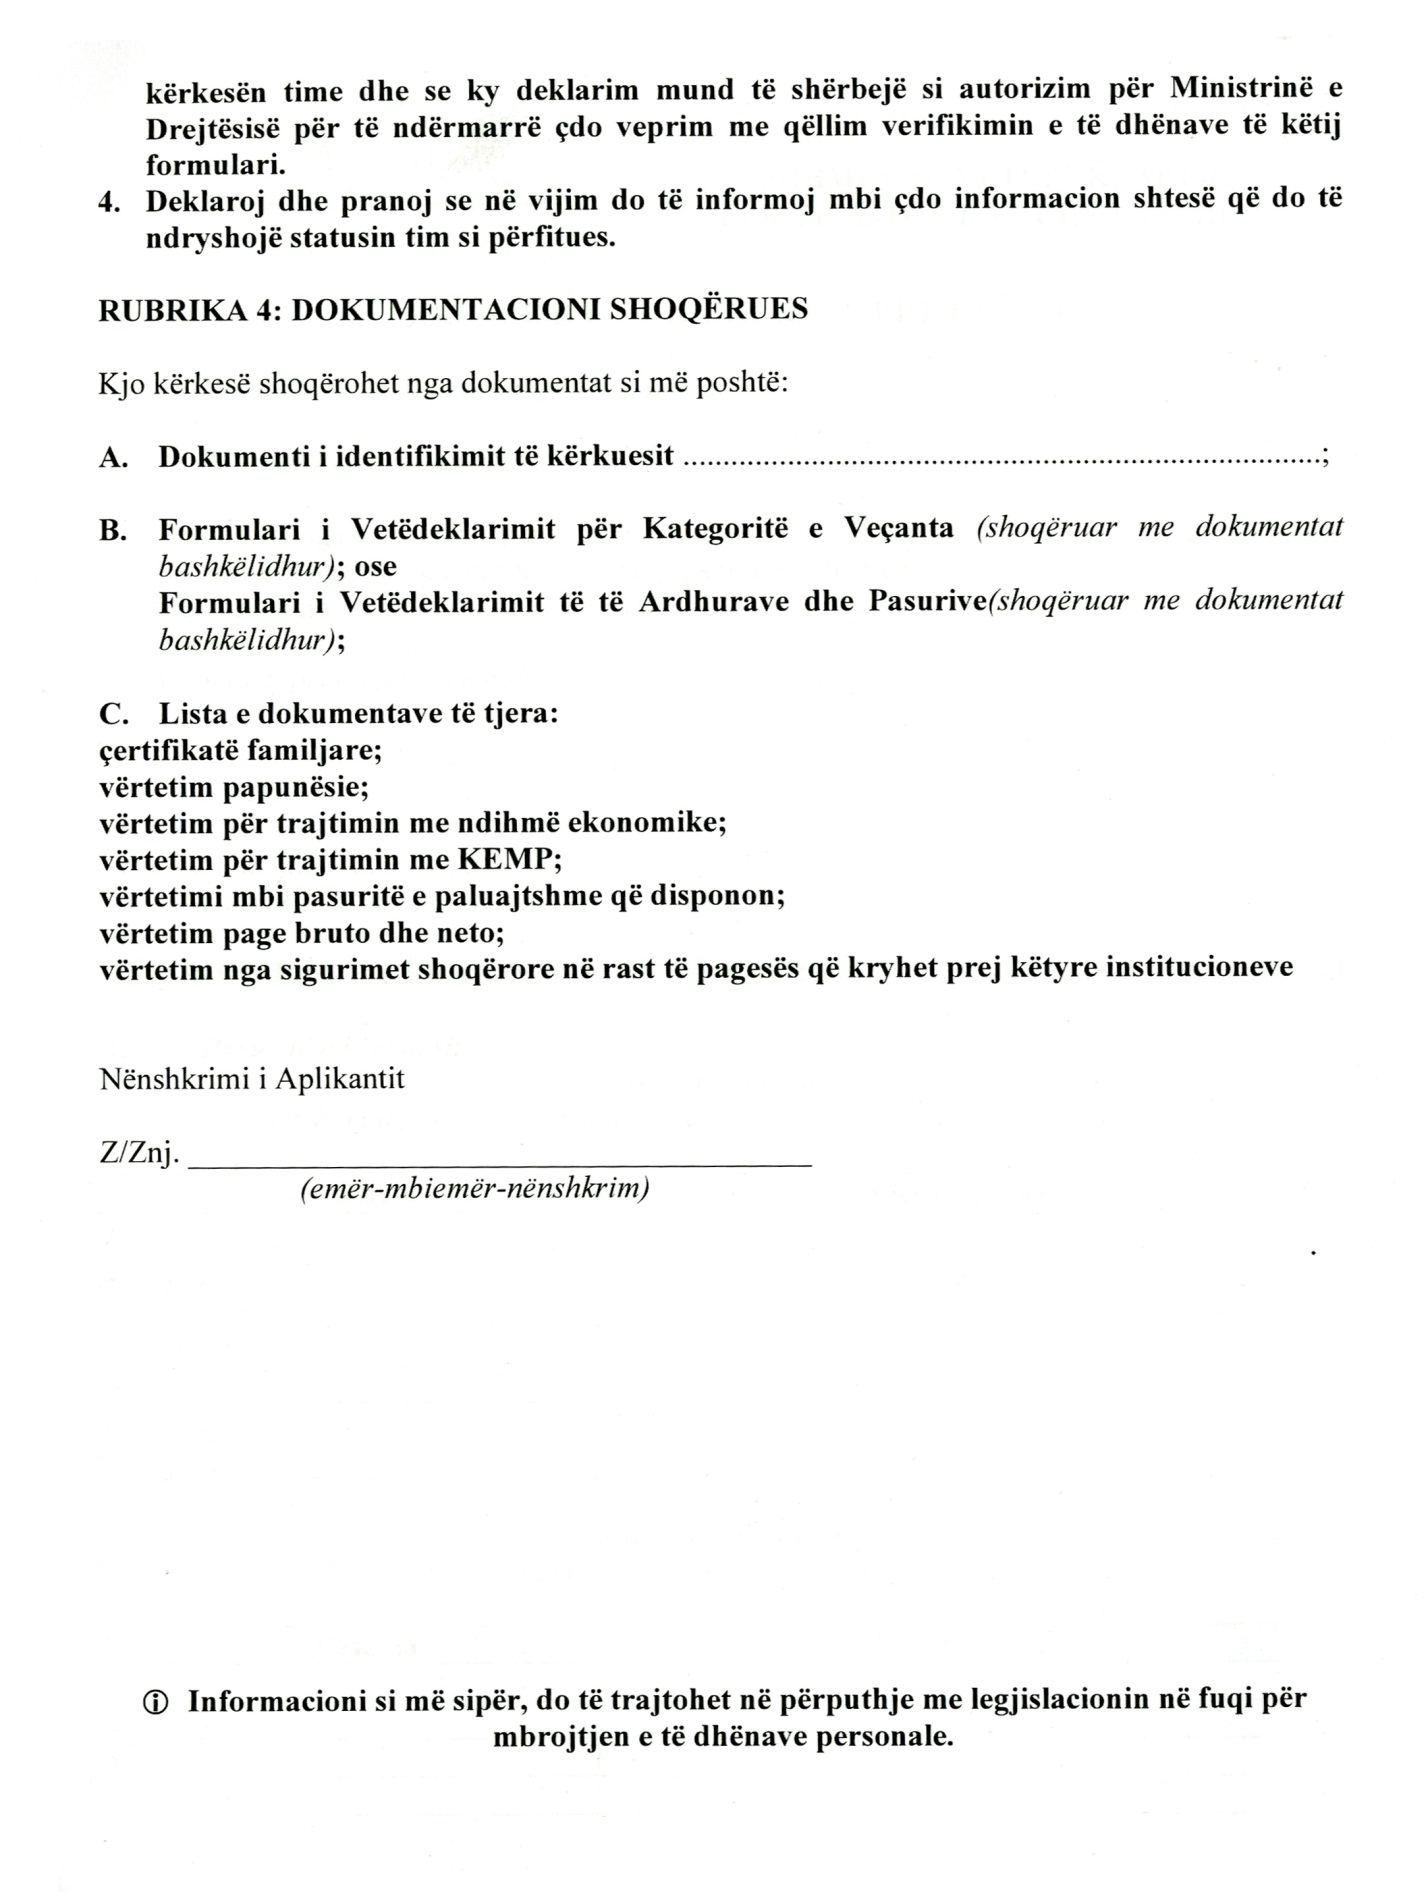 kërkesën time dhe se ky deklarim mund të shërbejë si autorizim për Ministrinë e
Drejtësisë për të ndërmarrë çdo veprim me qëllim verifikimin e të dhënave të këtij
formulari.
4. Deklaroj dhe pranoj se në vijim do të informoj mbi çdo informacion shtesë që do të
ndryshojë statusin tim si përfitues.
RUBRIKA 4: DOKUMENTACIONI SHOQËRUES
Kjo kërkesë shoqërohet nga dokumentat si më poshtë:
A. Dokumenti i identifikimit të kërkuesit ................................................................................;
B. Formulari i Vetëdeklarimit për Kategoritë e Veçanta (shoqëruar me dokumentat
bashkëlidhur); ose
Formulari i Vetëdeklarimit të të Ardhurave dhe Pasurive(shoqëruar me dokumentat
bashkëlidhur);
C. Lista e dokumentave të tjera:
çertifikatë familjare;
vërtetim papunësie;
vërtetim për trajtimin me ndihmë ekonomike;
vërtetim për trajtimin me KEMP;
vërtetimi mbi pasuritë e paluajtshme që disponon;
vërtetim page bruto dhe neto;
vërtetim nga sigurimet shoqërore në rast të pagesës që kryhet prej këtyre institucioneve
Nënshkrimi i Aplikantit
Z/Znj. ________________________________________
(emër-mbiemër-nënshkrim)
ⓘ Informacioni si më sipër, do të trajtohet në përputhje me legjislacionin në fuqi për
mbrojtjen e të dhënave personale.